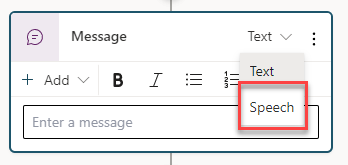 Message Text
Text
Add B I
Speech
Enter a message